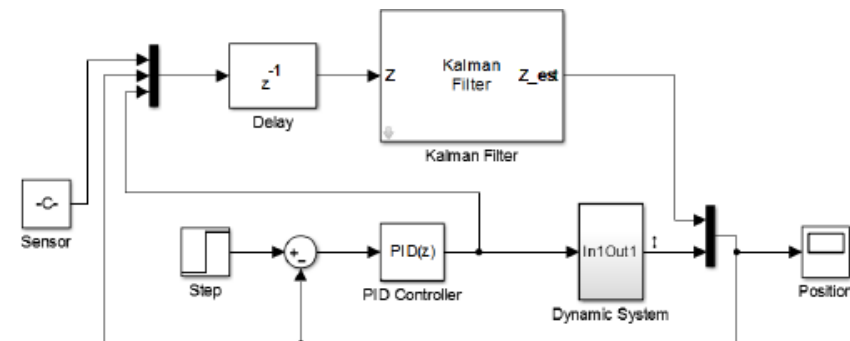 z-1
Delay
Z
Kalman
Filter
Z_est
Kalman Filter
-C-
Sensor
Step
+
-
PID(z)
PID Controller
In1Out1
Dynamic System
Position